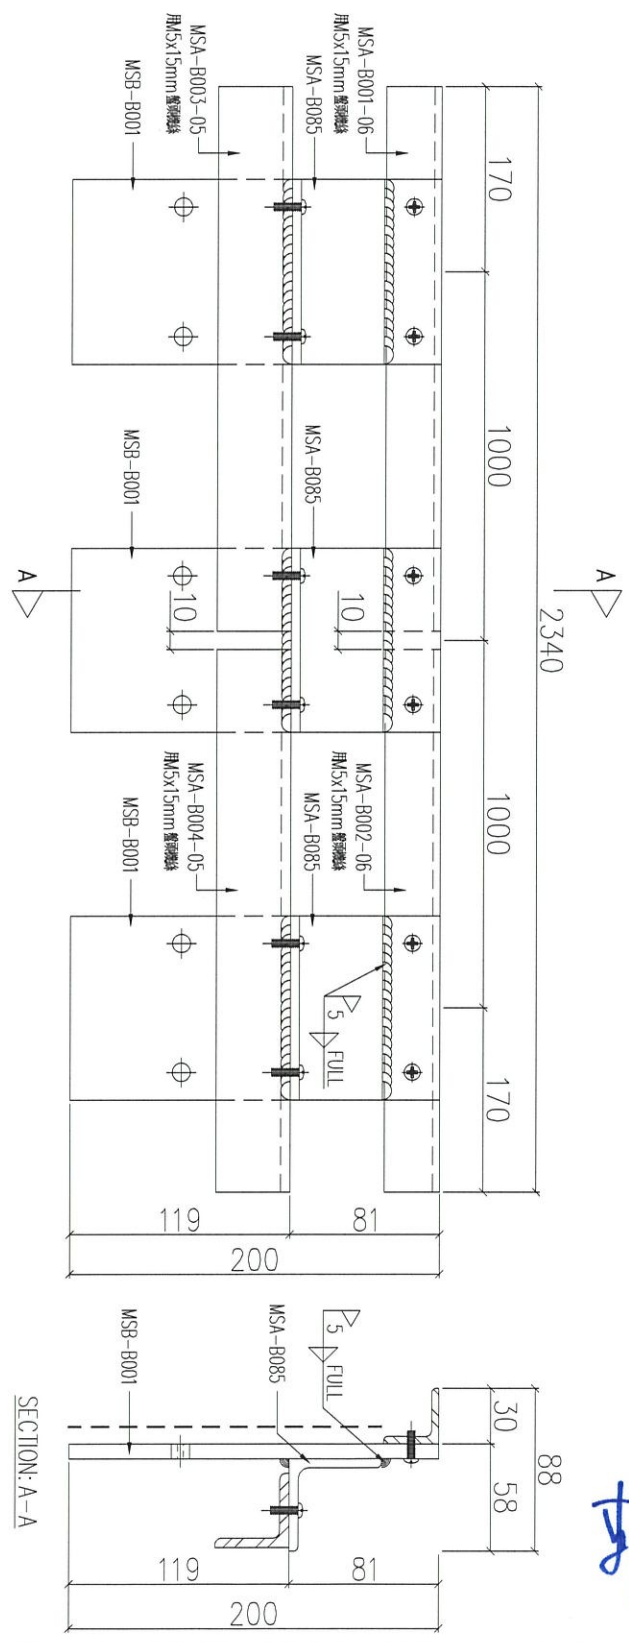 2340
170
1000
1000
170
MSA-B001-06
用M5x15mm盤頭機絲
MSA-B085
MSA-B003-05
用M5x15mm盤頭機絲
MSB-B001
MSA-B085
MSB-B001
MSA-B002-06
用M5x15mm盤頭機絲
MSA-B085
MSA-B004-05
用M5x15mm盤頭機絲
MSB-B001
A
A
10
10
5
FULL
81
119
200
88
30
58
5
FULL
MSA-B085
MSB-B001
81
119
200
SECTION: A-A